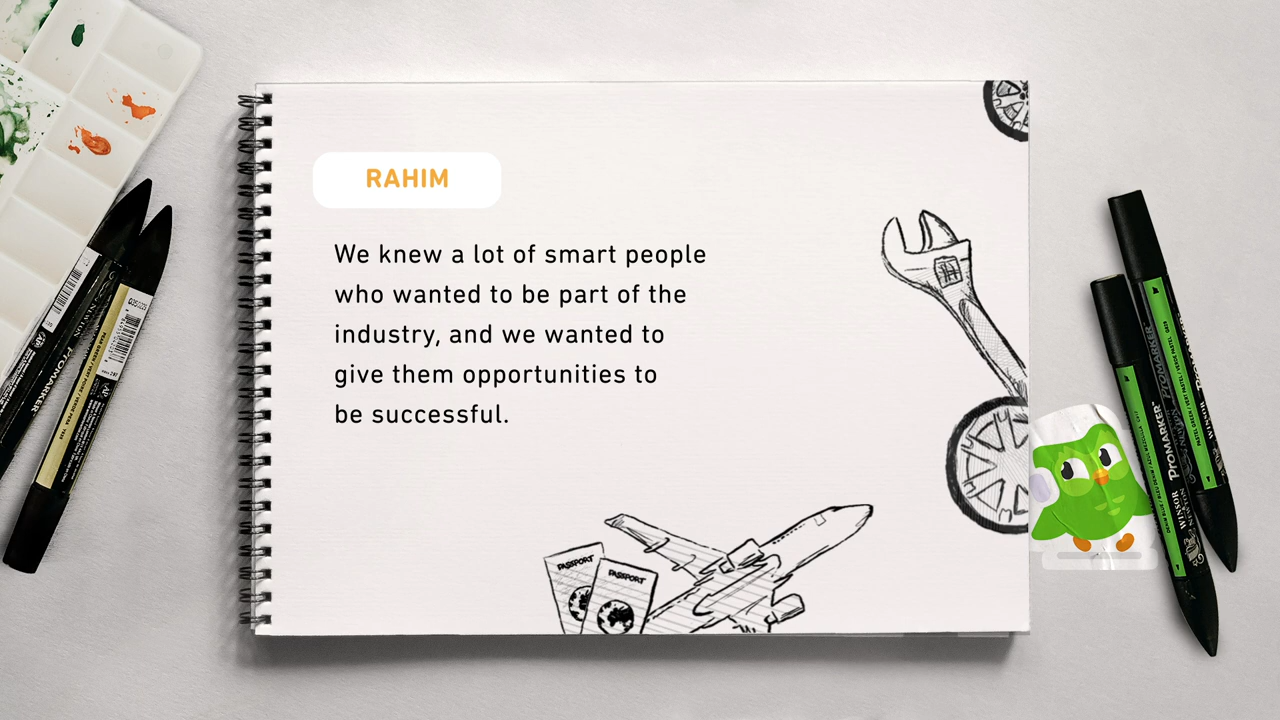 RAHIM
We knew a lot of smart people
who wanted to be part of the
industry, and we wanted to
give them opportunities to
be successful.
PASSPORT
PASSPORT
PROMARKER
PROMARKER
PROMARKER
WINSOR
WINSOR